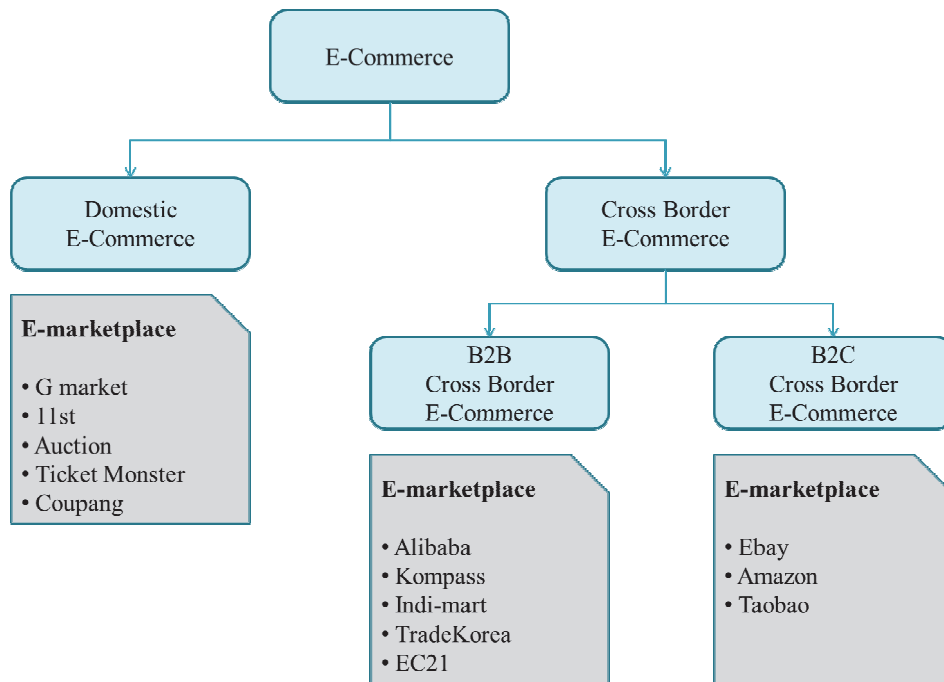 E-Commerce
Domestic
E-Commerce
Cross Border
E-Commerce
E-marketplace
• G market
• 11st
• Auction
• Ticket Monster
• Coupang
B2B
Cross Border
E-Commerce
B2C
Cross Border
E-Commerce
E-marketplace
• Alibaba
• Kompass
• Indi-mart
• TradeKorea
• EC21
E-marketplace
• Ebay
• Amazon
• Taobao